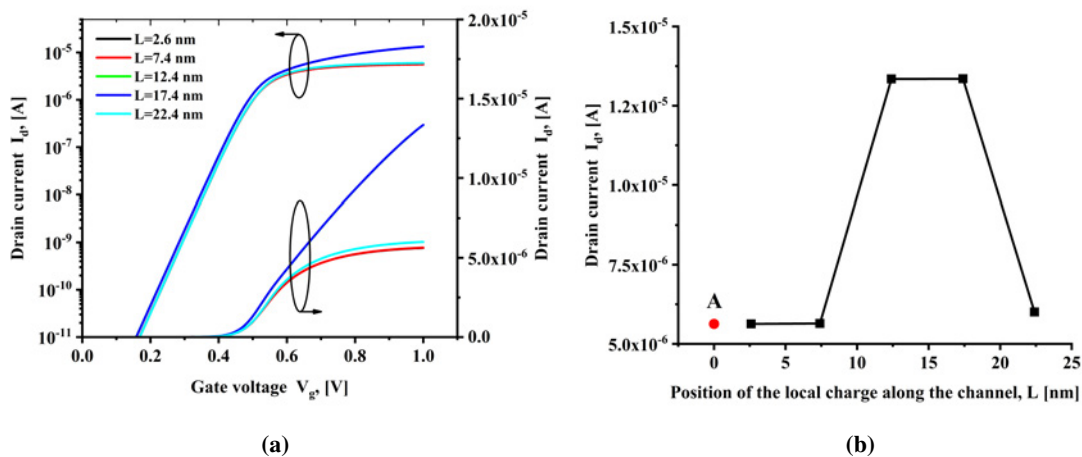 L=2.6 nm
L=7.4 nm
L=12.4 nm
L=17.4 nm
L=22.4 nm
10⁻⁵
10⁻⁶
10⁻⁷
10⁻⁸
10⁻⁹
10⁻¹⁰
10⁻¹¹
Drain current I_d, [A]
2.0x10⁻⁵
1.5x10⁻⁵
1.0x10⁻⁵
5.0x10⁻⁶
0.0
Drain current I_d, [A]
0.0 0.2 0.4 0.6 0.8 1.0
Gate voltage V_g, [V]
(a)
1.5x10⁻⁵
1.2x10⁻⁵
1.0x10⁻⁵
7.5x10⁻⁶
5.0x10⁻⁶
Drain current I_d, [A]
A
0 5 10 15 20 25
Position of the local charge along the channel, L [nm]
(b)